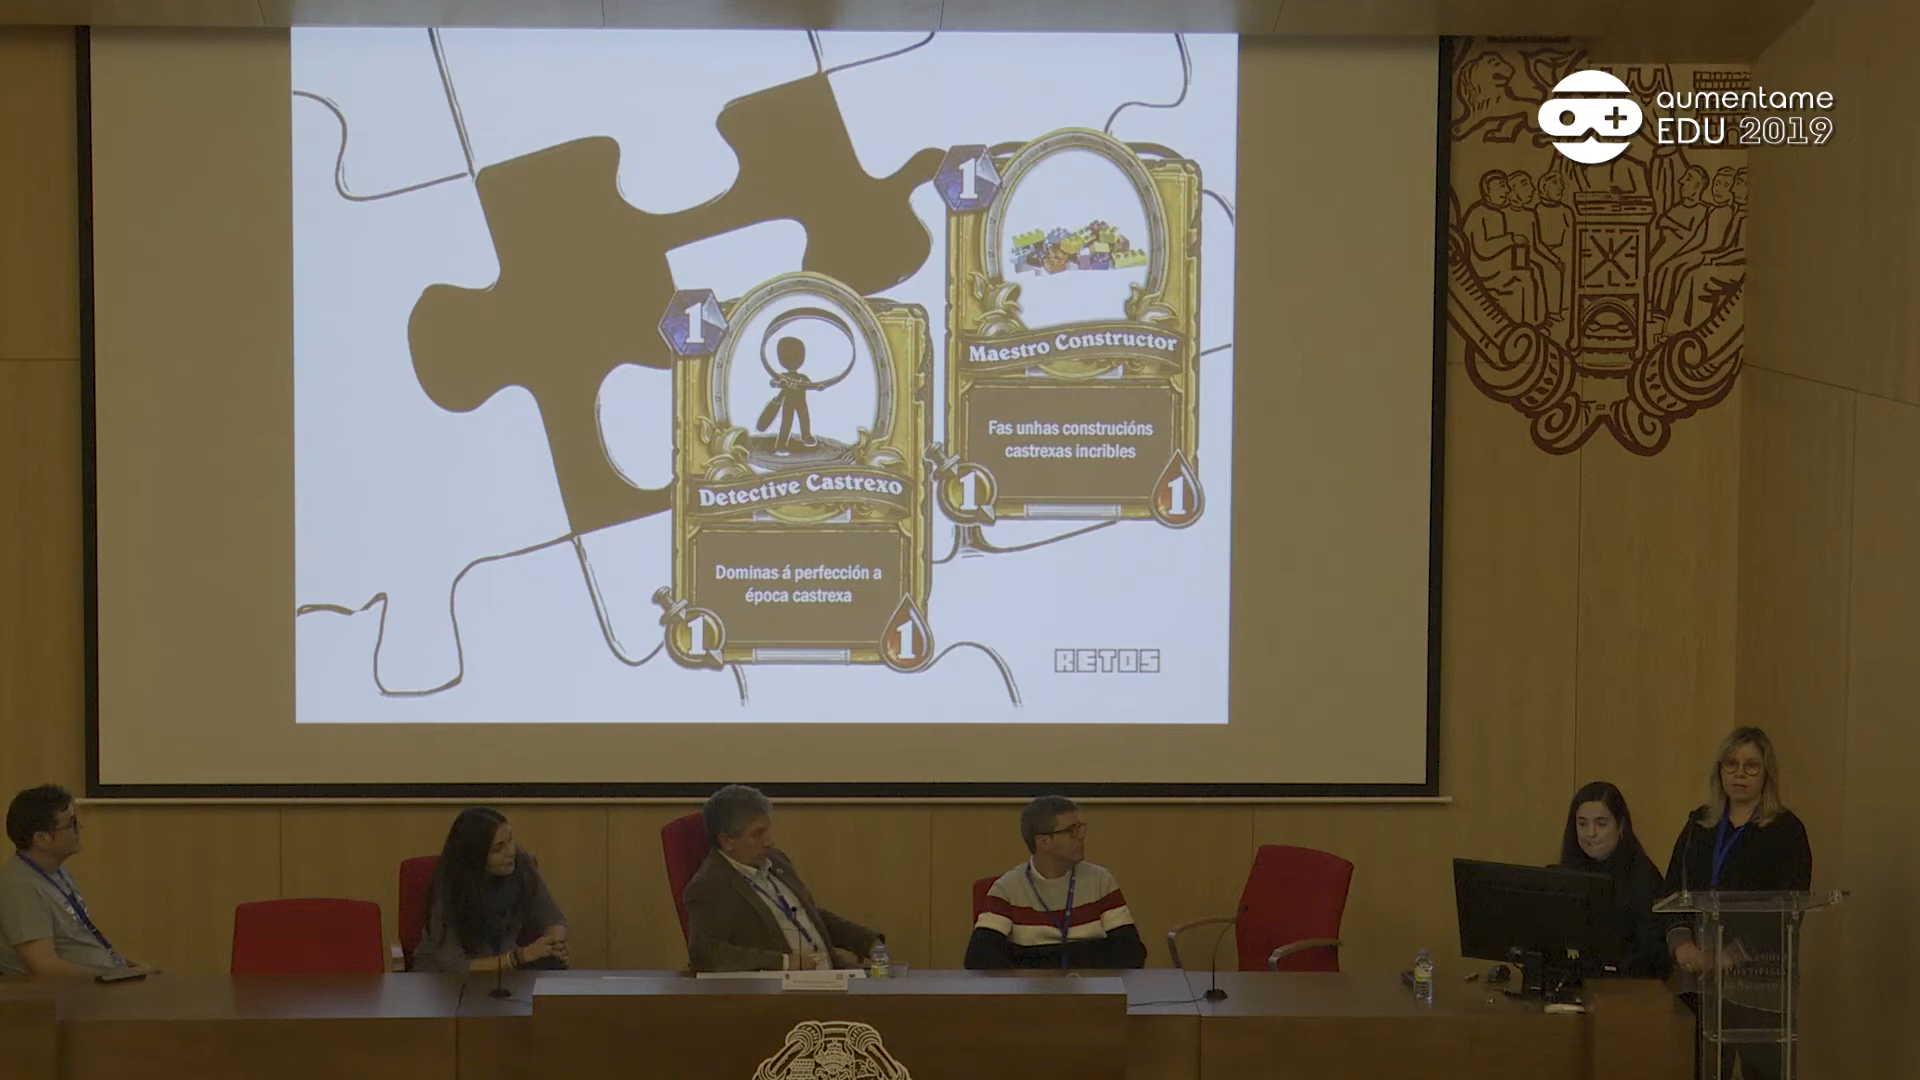 aumentame
EDU 2019
1
Maestro Constructor
Fas unhas construcións
castrexas incribles
1
1
1
Detective Castrexo
Dominas á perfección a
época castrexa
1
1
RETOS